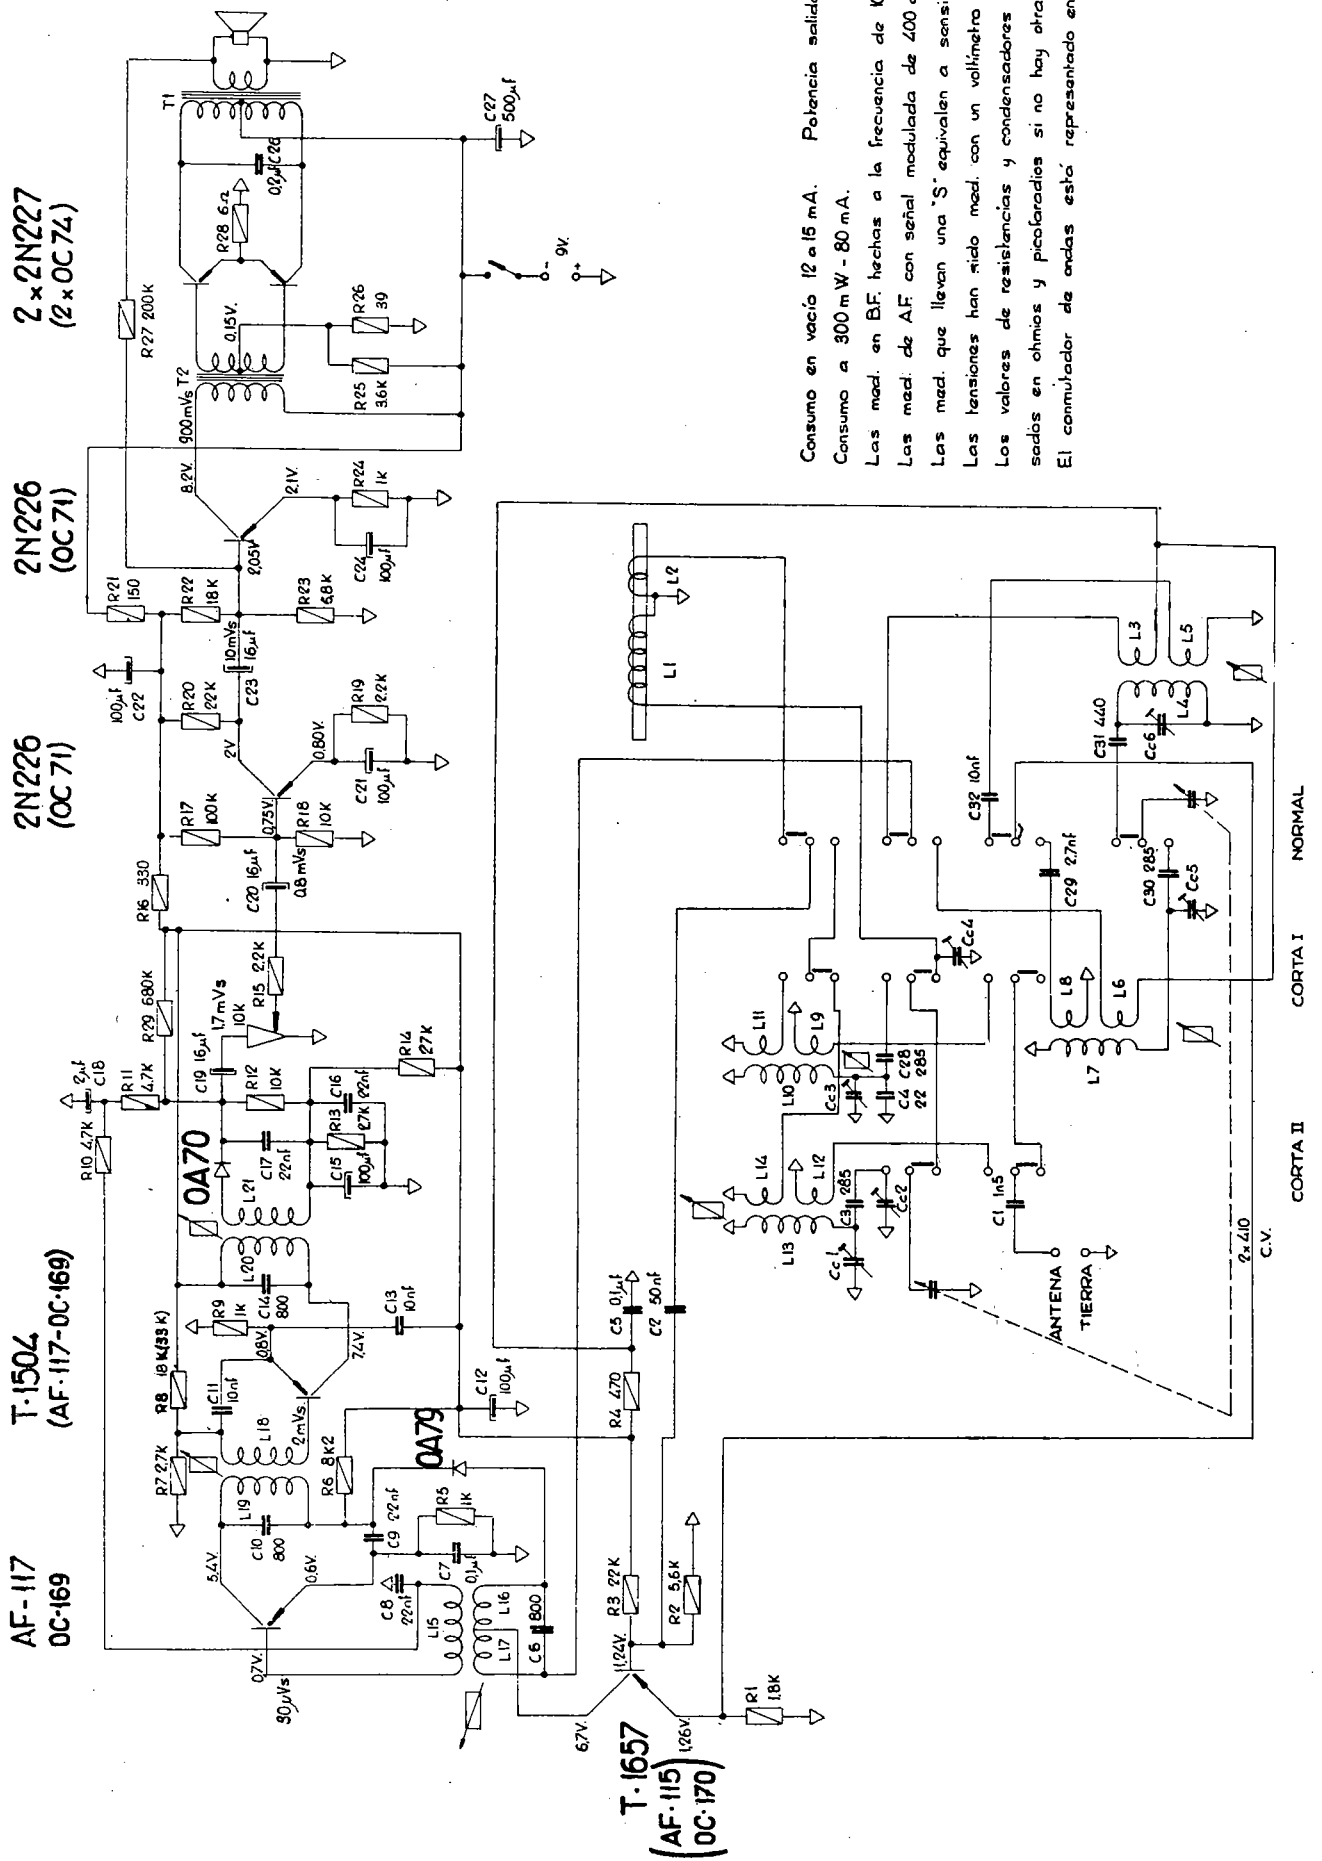 AF-117
OC-169
T-1504
(AF-117-OC-169)
2N226
(OC71)
2N226
(OC71)
2x2N227
(2xOC74)
T-1657
(AF-115)
(OC-170)
OA79
OA70
0,7V.
90µVs
5,4V.
0,6V.
C10
800
L19
L18
R7 2,7K
R8 18K(33K)
C11
10nf
2mVs.
0,8V.
7,4V.
R9
1K
C14
800
L20
L21
C13
10nf
R6 8K2
C9 22nf
C8
22nf
C7
0,1µf
R5
1K
L15
L16
L17
C6 800
C12
100µf
R10 4,7K
2µf
C18
R11
4.7K
R29 680K
C19 16µf
1.7mVs
10K
R12
10K
C17
22nf
C16
22nf
R13
2,7K
C15
100µf
R14
27K
R15 2.2K
R16 330
C20 16µf
0.8mVs
R17
100K
0,75V.
R18
10K
2V
0,80V.
C21
100µf
R19
2.2K
R20
22K
100µf
C22
C23
10mVs
16µf
R21
150
R22
18K
R23
6,8K
2,05V
8.2V.
2,1V.
C24
100µf
R24
1K
R27 200K
900mVs
T2
0,15V.
R25
3.6K
R26
39
R28 6Ω
0,2µf C26
T1
C27
500µf
9V.
-
+
6,7V.
1,24V.
1,26V.
R1
1.8K
R2 5,6K
R3 22K
R4 470
C5 0,1µf
C2 50nf
L1
L2
L3
L4
L5
L6
L7
L8
L9
L10
L11
L12
L13
L14
Cc1
Cc2
Cc3
Cc4
Cc5
Cc6
C3 285
C4
22
C28
285
C1 1n5
C29 2.7nf
C30 285
C31 440
C32 10nf
ANTENA
TIERRA
2x410
C.V.
CORTA II
CORTA I
NORMAL
Consumo en vacio 12 a 15 mA. Potencia salida
Consumo a 300 mW - 80 mA.
Las med. en B.F. hechas a la frecuencia de
Las med. de A.F. con señal modulada de 400
Las med. que llevan una "S" equivalen a
Las tensiones han sido med. con un voltímetro
Los valores de resistencias y condensadores
sados en ohmios y picofaradios si no hay otra
El conmutador de ondas está representado en